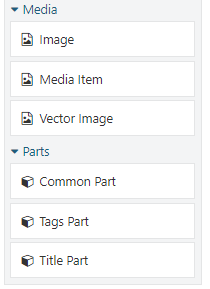 Media
Image
Media Item
Vector Image
Parts
Common Part
Tags Part
Title Part